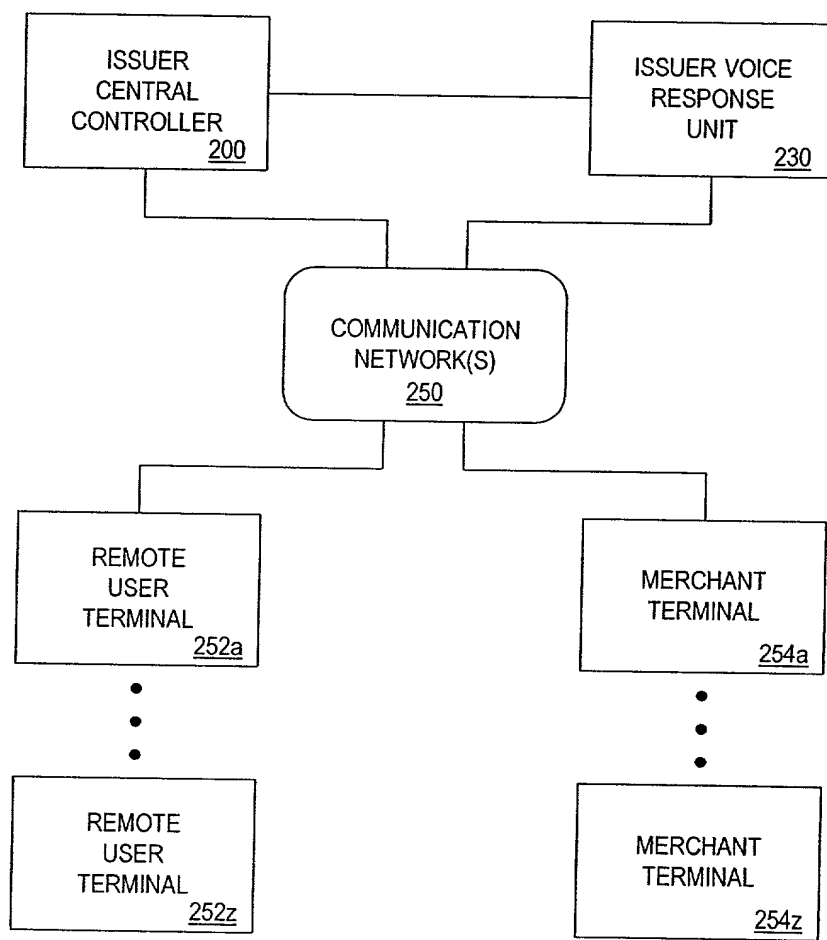 ISSUER
CENTRAL
CONTROLLER
200
ISSUER VOICE
RESPONSE
UNIT
230
COMMUNICATION
NETWORK(S)
250
REMOTE
USER
TERMINAL
252a
MERCHANT
TERMINAL
254a
REMOTE
USER
TERMINAL
252z
MERCHANT
TERMINAL
254z